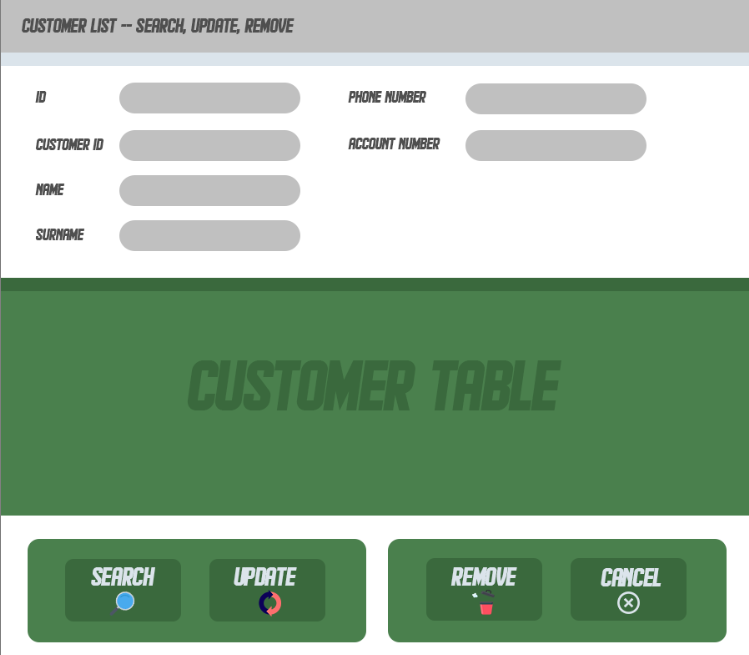 CUSTOMER LIST -- SEARCH, UPDATE, REMOVE
ID
CUSTOMER ID
NAME
SURNAME
PHONE NUMBER
ACCOUNT NUMBER
CUSTOMER TABLE
SEARCH
UPDATE
REMOVE
CANCEL